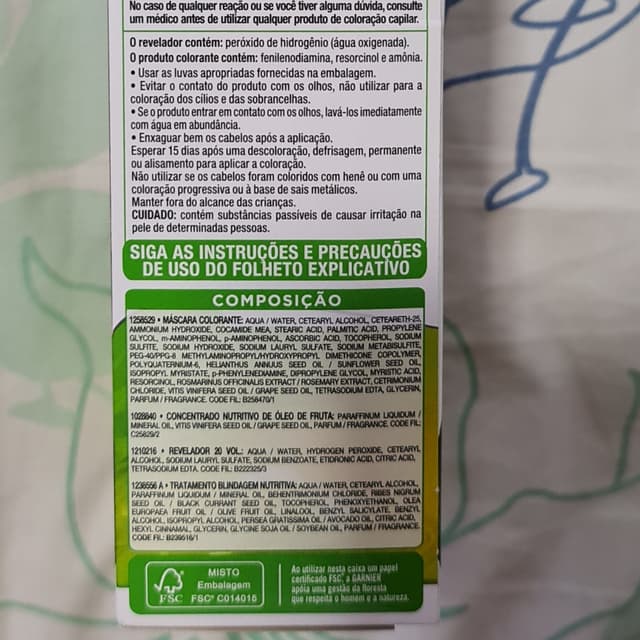 No caso de qualquer reação ou se você tiver alguma dúvida, consulte
um médico antes de utilizar qualquer produto de coloração capilar.
O revelador contém: peróxido de hidrogênio (água oxigenada).
O produto colorante contém: fenilenodiamina, resorcinol e amônia.
• Usar as luvas apropriadas fornecidas na embalagem.
• Evitar o contato do produto com os olhos, não utilizar para a
coloração dos cílios e das sobrancelhas.
• Se o produto entrar em contato com os olhos, lavá-los imediatamente
com água em abundância.
• Enxaguar bem os cabelos após a aplicação.
Esperar 15 dias após uma descoloração, defrisagem, permanente
ou alisamento para aplicar a coloração.
Não utilizar se os cabelos foram coloridos com henê ou com uma
coloração progressiva ou à base de sais metálicos.
Manter fora do alcance das crianças.
CUIDADO: contém substâncias passíveis de causar irritação na
pele de determinadas pessoas.
SIGA AS INSTRUÇÕES E PRECAUÇÕES
DE USO DO FOLHETO EXPLICATIVO
COMPOSIÇÃO
1258529 • MÁSCARA COLORANTE: AQUA / WATER, CETEARYL ALCOHOL, CETEARETH-25,
AMMONIUM HYDROXIDE, COCAMIDE MEA, STEARIC ACID, PALMITIC ACID, PROPYLENE
GLYCOL, m-AMINOPHENOL, p-AMINOPHENOL, ASCORBIC ACID, TOCOPHEROL, SODIUM
SULFITE, SODIUM HYDROXIDE, SODIUM LAURYL SULFATE, SODIUM METABISULFITE,
PEG-40/PPG-8 METHYLAMINOPROPYL/HYDROXYPROPYL DIMETHICONE COPOLYMER,
POLYQUATERNIUM-6, HELIANTHUS ANNUUS SEED OIL / SUNFLOWER SEED OIL,
ISOPROPYL MYRISTATE, p-PHENYLENEDIAMINE, DIPROPYLENE GLYCOL, MYRISTIC ACID,
RESORCINOL, ROSMARINUS OFFICINALIS EXTRACT / ROSEMARY EXTRACT, CETRIMONIUM
CHLORIDE, VITIS VINIFERA SEED OIL / GRAPE SEED OIL, TETRASODIUM EDTA, GLYCERIN,
PARFUM / FRAGRANCE. CODE FIL: B258470/1
1028840 • CONCENTRADO NUTRITIVO DE ÓLEO DE FRUTA: PARAFFINUM LIQUIDUM /
MINERAL OIL, VITIS VINIFERA SEED OIL / GRAPE SEED OIL, PARFUM / FRAGRANCE. CODE FIL:
C25829/2
1210216 • REVELADOR 20 VOL.: AQUA / WATER, HYDROGEN PEROXIDE, CETEARYL
ALCOHOL, SODIUM LAURYL SULFATE, SODIUM BENZOATE, ETIDRONIC ACID, CITRIC ACID,
TETRASODIUM EDTA. CODE FIL: B222325/3
1238556 A • TRATAMENTO BLINDAGEM NUTRITIVA: AQUA / WATER, CETEARYL ALCOHOL,
PARAFFINUM LIQUIDUM / MINERAL OIL, BEHENTRIMONIUM CHLORIDE, RIBES NIGRUM
SEED OIL / BLACK CURRANT SEED OIL, TOCOPHEROL, PHENOXYETHANOL, OLEA
EUROPAEA FRUIT OIL / OLIVE FRUIT OIL, LINALOOL, BENZYL SALICYLATE, BENZYL
ALCOHOL, ISOPROPYL ALCOHOL, PERSEA GRATISSIMA OIL / AVOCADO OIL, CITRIC ACID,
HEXYL CINNAMAL, GLYCERIN, GLYCINE SOJA OIL / SOYBEAN OIL, PARFUM / FRAGRANCE.
CODE FIL: B239516/1
FSC
MISTO
Embalagem
FSC® C014015
Ao utilizar nesta caixa um papel
certificado FSC, a GARNIER
apóia uma gestão da floresta
que respeita o homem e a natureza.